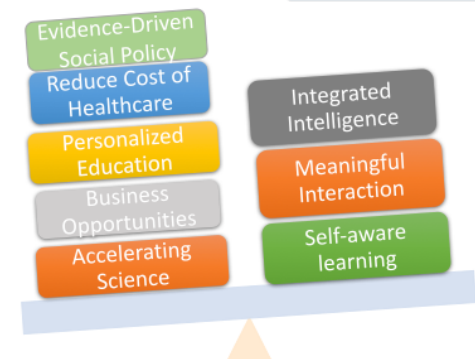 Evidence-Driven
Social Policy
Reduce Cost of
Healthcare
Personalized
Education
Business
Opportunities
Accelerating
Science
Integrated
Intelligence
Meaningful
Interaction
Self-aware
learning